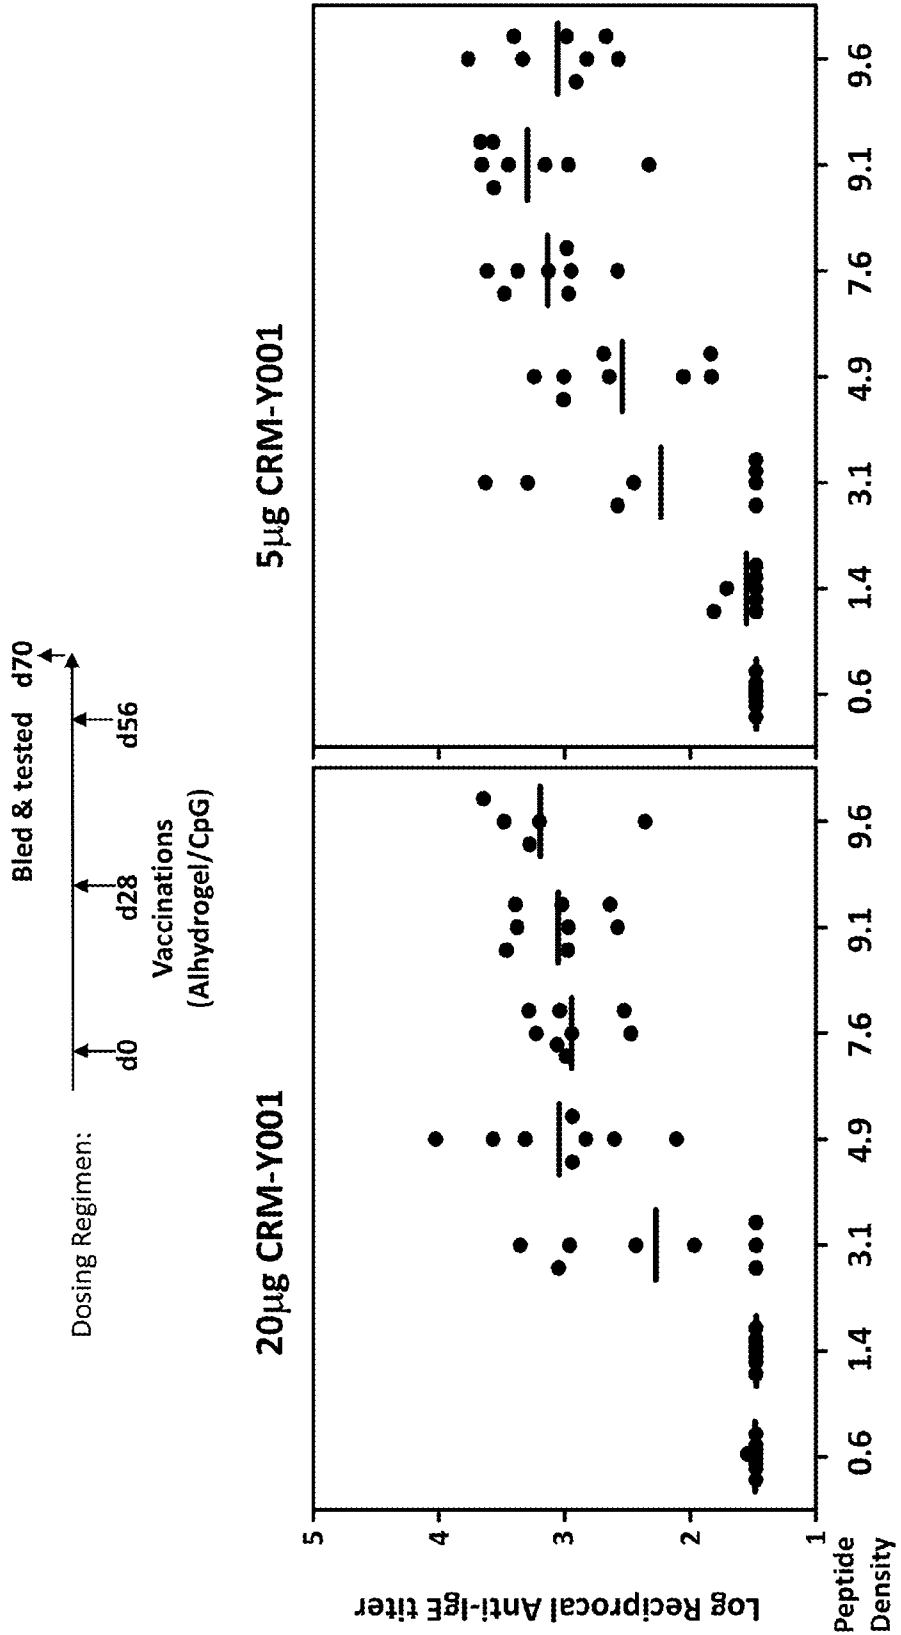 Dosing Regimen:
Bled & tested d70
d0 d28 d56
Vaccinations
(Alhydrogel/CpG)
20µg CRM-Y001
5µg CRM-Y001
Log Reciprocal Anti-IgE titer
5
4
3
2
1
Peptide
Density
0.6 1.4 3.1 4.9 7.6 9.1 9.6
0.6 1.4 3.1 4.9 7.6 9.1 9.6